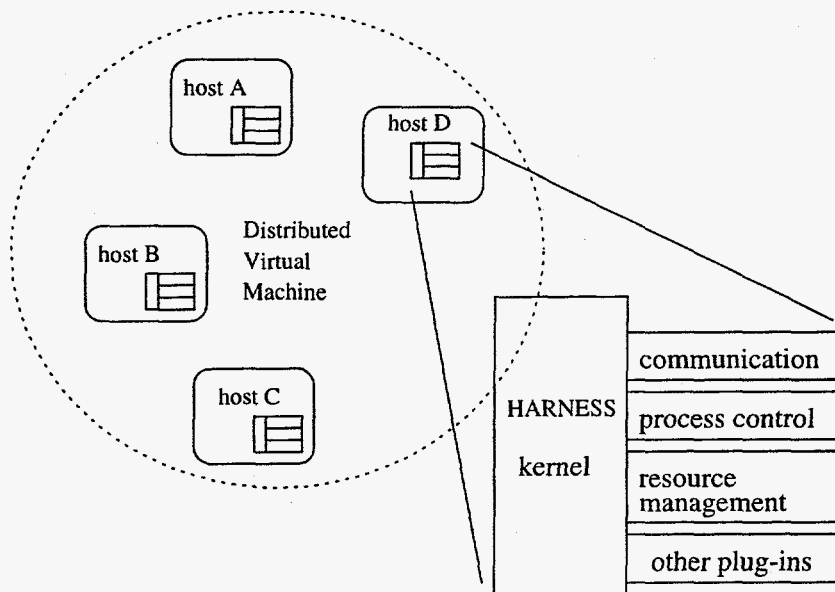 host A
host D
host B
Distributed
Virtual
Machine
host C
HARNESS
kernel
communication
process control
resource
management
other plug-ins